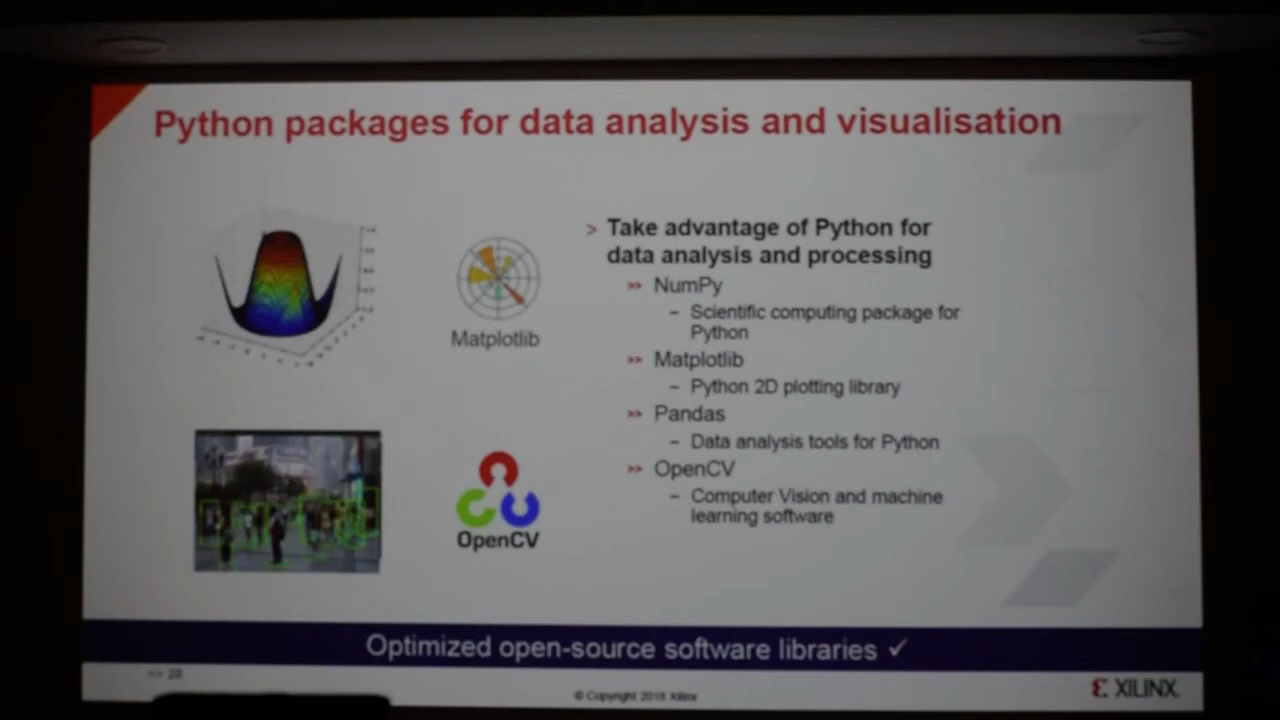 Python packages for data analysis and visualisation
> Take advantage of Python for
data analysis and processing
>> NumPy
– Scientific computing package for
Python
>> Matplotlib
– Python 2D plotting library
>> Pandas
– Data analysis tools for Python
>> OpenCV
– Computer Vision and machine
learning software
Matplotlib
OpenCV
Optimized open-source software libraries ✓
>> 28
© Copyright 2018 Xilinx
XILINX